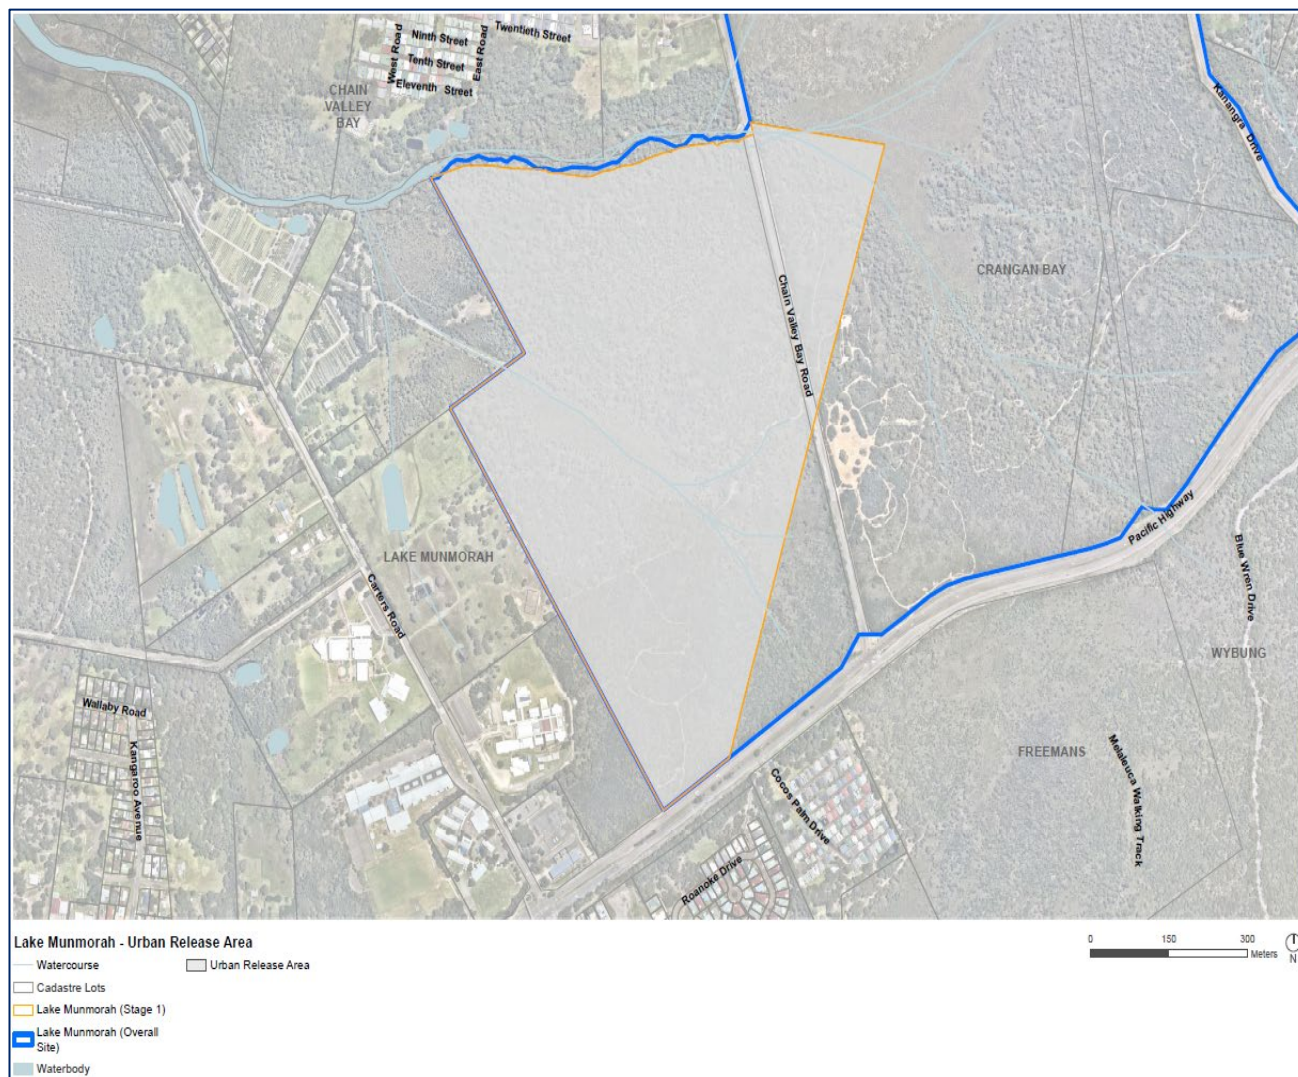 Twentieth Street
Ninth Street
West Road
East Road
Tenth Street
Eleventh Street
CHAIN
VALLEY
BAY
Kanangra Drive
CRANGAN BAY
Chain Valley Bay Road
Pacific Highway
LAKE MUNMORAH
Carters Road
Blue Wren Drive
WYBUNG
Wallaby Road
Kangaroo Avenue
FREEMANS
Melaleuca Walking Track
Cocos Palm Drive
Roanoke Drive
Lake Munmorah - Urban Release Area
Watercourse
Urban Release Area
Cadastre Lots
Lake Munmorah (Stage 1)
Lake Munmorah (Overall
Site)
Waterbody
0 150 300
Meters
N